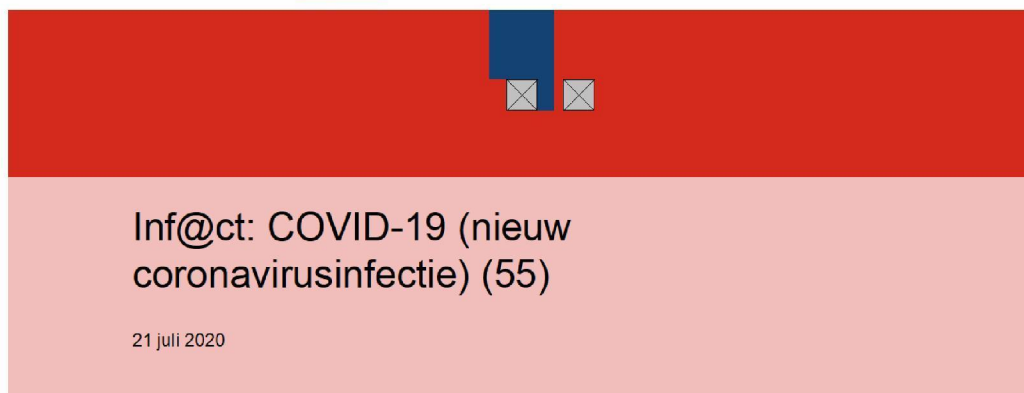 Inf@ct: COVID-19 (nieuw
coronavirusinfectie) (55)
21 juli 2020